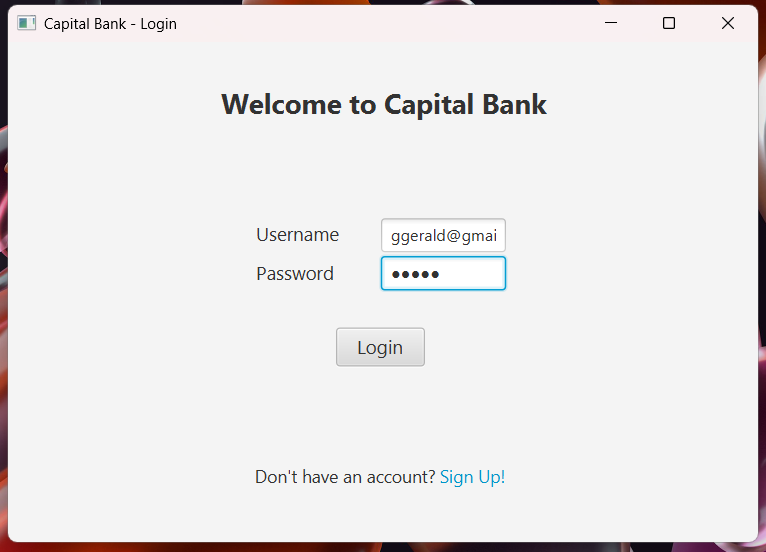 Capital Bank - Login
Welcome to Capital Bank
Username ggerald@gmai
Password •••••
Login
Don't have an account? Sign Up!